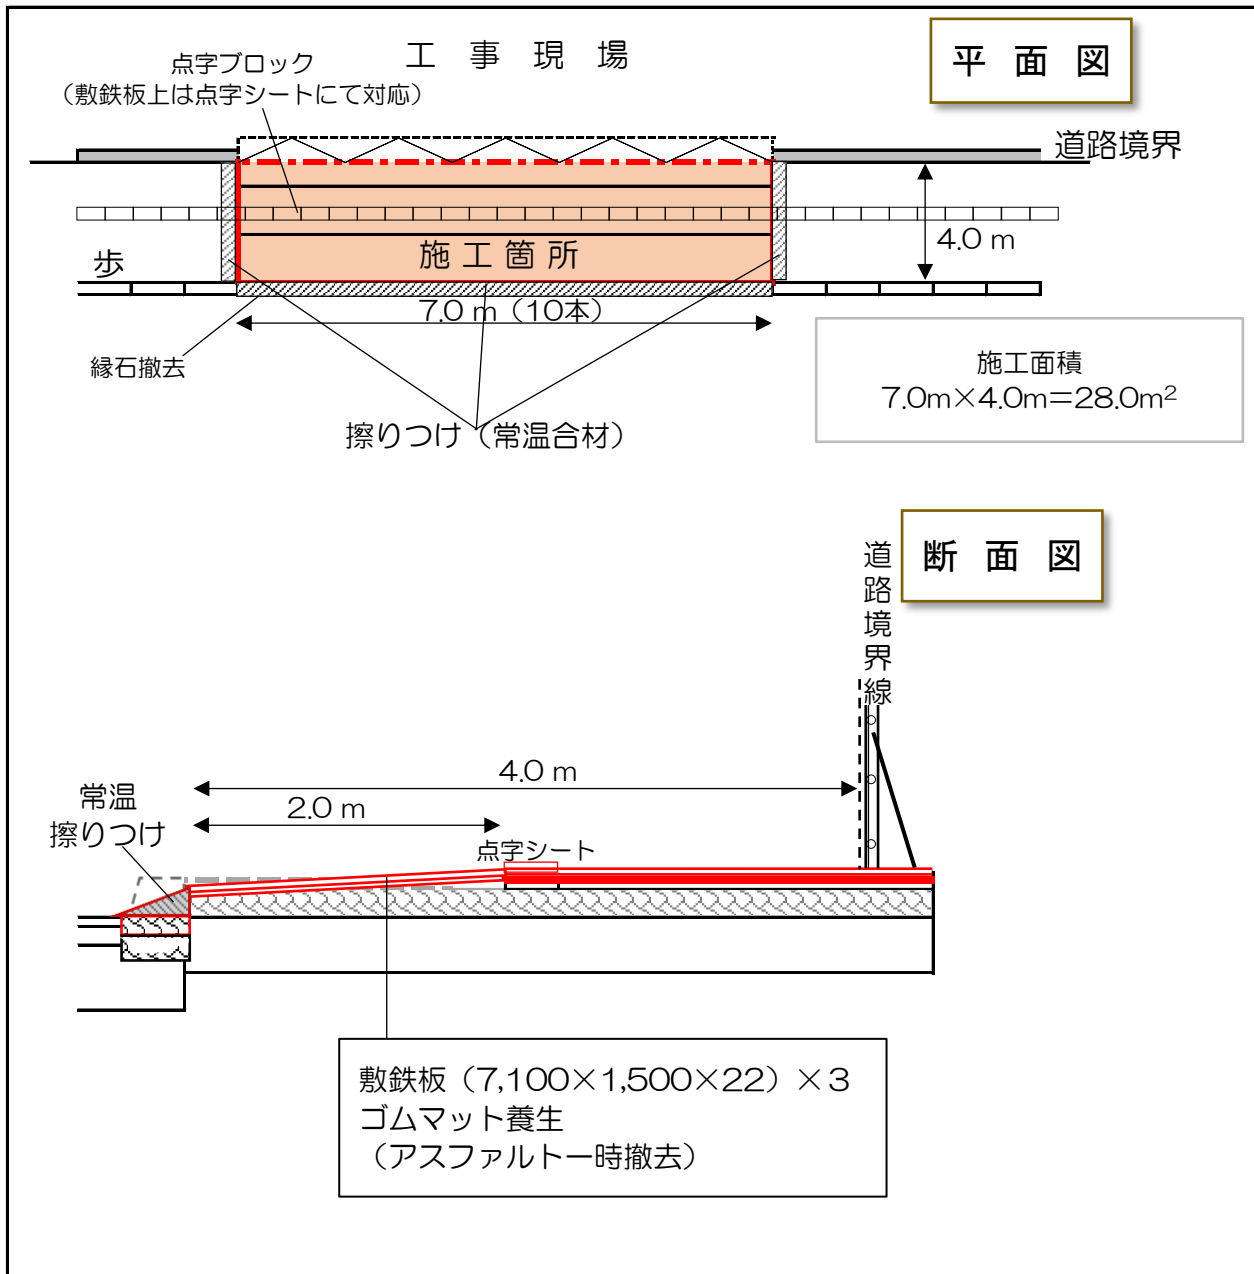 工事現場
平面図
点字ブロック
（敷鉄板上は点字シートにて対応）
道路境界
4.0 m
歩
施工箇所
7.0 m（10本）
縁石撤去
擦りつけ（常温合材）
施工面積
7.0m×4.0m＝28.0m²
断面図
道路境界線
4.0 m
2.0 m
常温
擦りつけ
点字シート
敷鉄板（7,100×1,500×22）×3
ゴムマット養生
（アスファルト一時撤去）